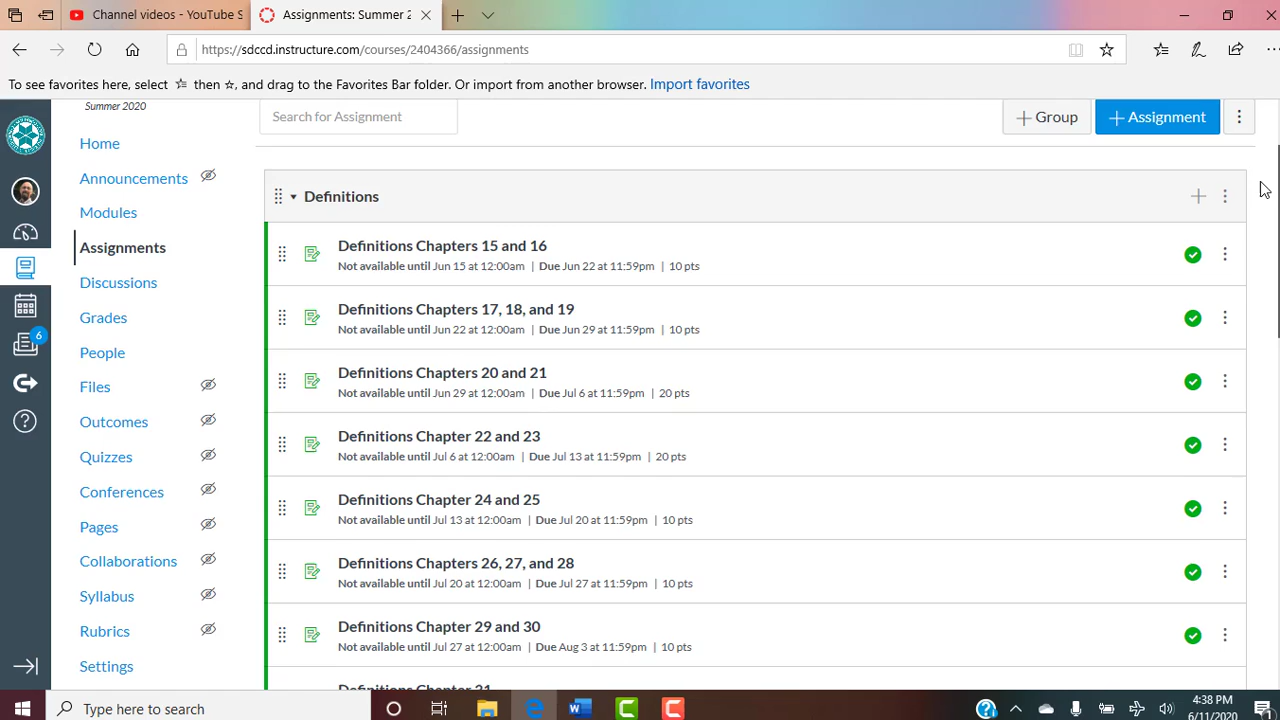 Channel videos - YouTube S
Assignments: Summer 2
https://sdccd.instructure.com/courses/2404366/assignments
To see favorites here, select then ☆, and drag to the Favorites Bar folder. Or import from another browser. Import favorites
Summer 2020
Search for Assignment
+ Group
+ Assignment
Home
Announcements
Modules
Assignments
Discussions
Grades
People
Files
Outcomes
Quizzes
Conferences
Pages
Collaborations
Syllabus
Rubrics
Settings
6
Definitions
Definitions Chapters 15 and 16
Not available until Jun 15 at 12:00am | Due Jun 22 at 11:59pm | 10 pts
Definitions Chapters 17, 18, and 19
Not available until Jun 22 at 12:00am | Due Jun 29 at 11:59pm | 10 pts
Definitions Chapters 20 and 21
Not available until Jun 29 at 12:00am | Due Jul 6 at 11:59pm | 20 pts
Definitions Chapter 22 and 23
Not available until Jul 6 at 12:00am | Due Jul 13 at 11:59pm | 20 pts
Definitions Chapter 24 and 25
Not available until Jul 13 at 12:00am | Due Jul 20 at 11:59pm | 10 pts
Definitions Chapters 26, 27, and 28
Not available until Jul 20 at 12:00am | Due Jul 27 at 11:59pm | 10 pts
Definitions Chapter 29 and 30
Not available until Jul 27 at 12:00am | Due Aug 3 at 11:59pm | 10 pts
Definitions Chapter 31
Type here to search
4:38 PM
6/11/2020